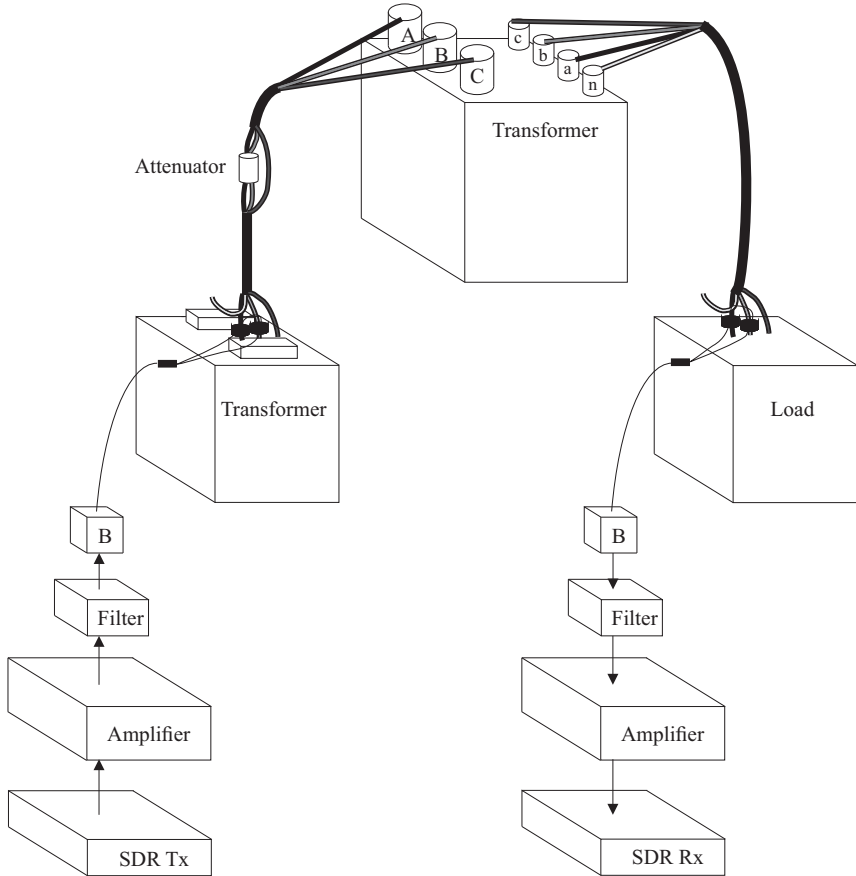 A
B
C
c
b
a
n
Transformer
Attenuator
Transformer
Load
B
B
Filter
Filter
Amplifier
Amplifier
SDR Tx
SDR Rx